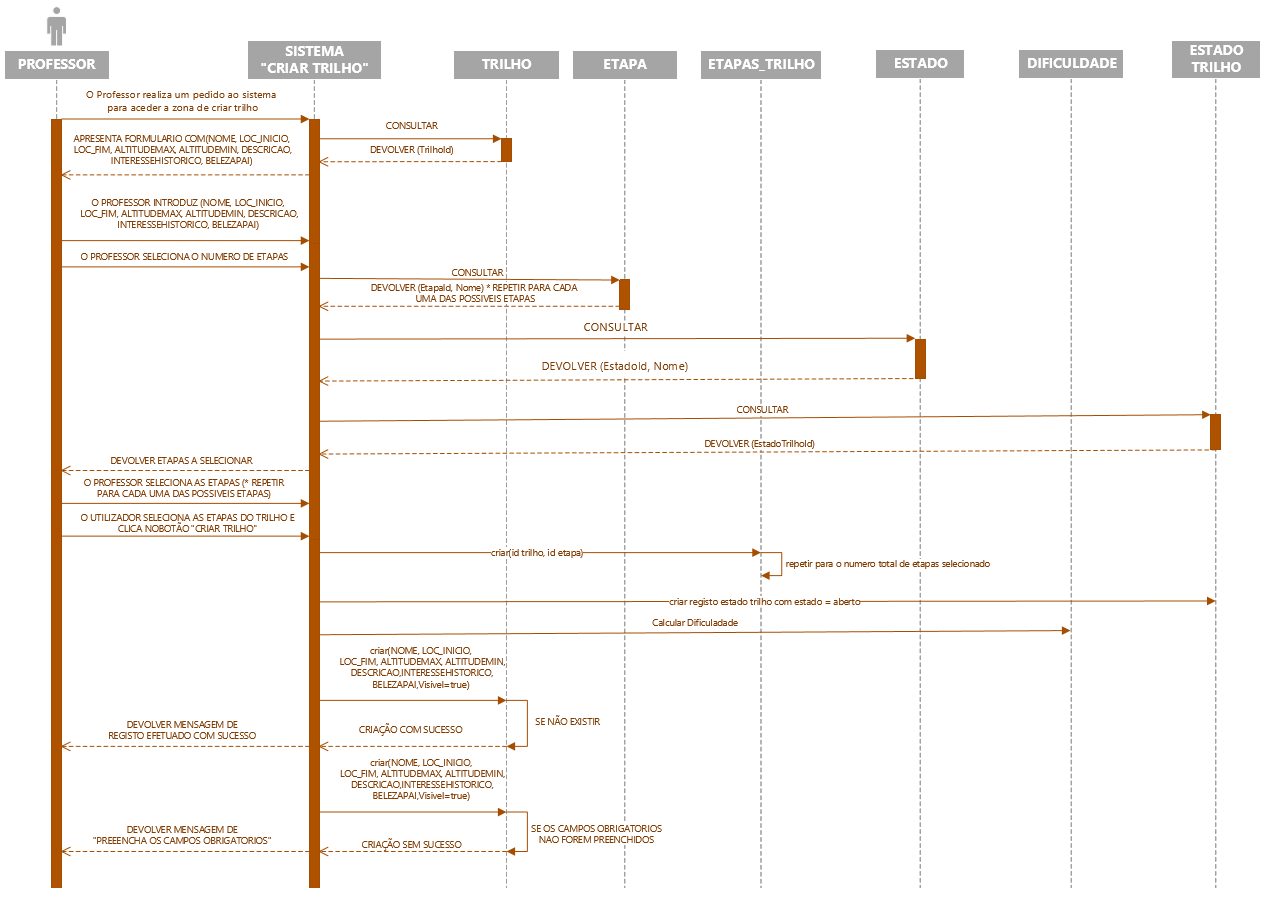 PROFESSOR
SISTEMA
"CRIAR TRILHO"
TRILHO
ETAPA
ETAPAS_TRILHO
ESTADO
DIFICULDADE
ESTADO
TRILHO
O Professor realiza um pedido ao sistema
para aceder a zona de criar trilho
CONSULTAR
APRESENTA FORMULARIO COM(NOME, LOC_INICIO,
LOC_FIM, ALTITUDEMAX, ALTITUDEMIN, DESCRICAO,
INTERESSEHISTORICO, BELEZAPAI)
DEVOLVER (TrilhoId)
O PROFESSOR INTRODUZ (NOME, LOC_INICIO,
LOC_FIM, ALTITUDEMAX, ALTITUDEMIN, DESCRICAO,
INTERESSEHISTORICO, BELEZAPAI)
O PROFESSOR SELECIONA O NUMERO DE ETAPAS
CONSULTAR
DEVOLVER (EtapaId, Nome) * REPETIR PARA CADA
UMA DAS POSSIVEIS ETAPAS
CONSULTAR
DEVOLVER (EstadoId, Nome)
CONSULTAR
DEVOLVER (EstadoTrilhoId)
DEVOLVER ETAPAS A SELECIONAR
O PROFESSOR SELECIONA AS ETAPAS (* REPETIR
PARA CADA UMA DAS POSSIVEIS ETAPAS)
O UTILIZADOR SELECIONA AS ETAPAS DO TRILHO E
CLICA NOBOTÃO "CRIAR TRILHO"
criar(id trilho, id etapa)
repetir para o numero total de etapas selecionado
criar registo estado trilho com estado = aberto
Calcular Dificuladade
criar(NOME, LOC_INICIO,
LOC_FIM, ALTITUDEMAX, ALTITUDEMIN,
DESCRICAO,INTERESSEHISTORICO,
BELEZAPAI,Visivel=true)
SE NÃO EXISTIR
CRIAÇÃO COM SUCESSO
DEVOLVER MENSAGEM DE
REGISTO EFETUADO COM SUCESSO
criar(NOME, LOC_INICIO,
LOC_FIM, ALTITUDEMAX, ALTITUDEMIN,
DESCRICAO,INTERESSEHISTORICO,
BELEZAPAI,Visivel=true)
SE OS CAMPOS OBRIGATORIOS
NAO FOREM PREENCHIDOS
CRIAÇÃO SEM SUCESSO
DEVOLVER MENSAGEM DE
"PREEENCHA OS CAMPOS OBRIGATORIOS"